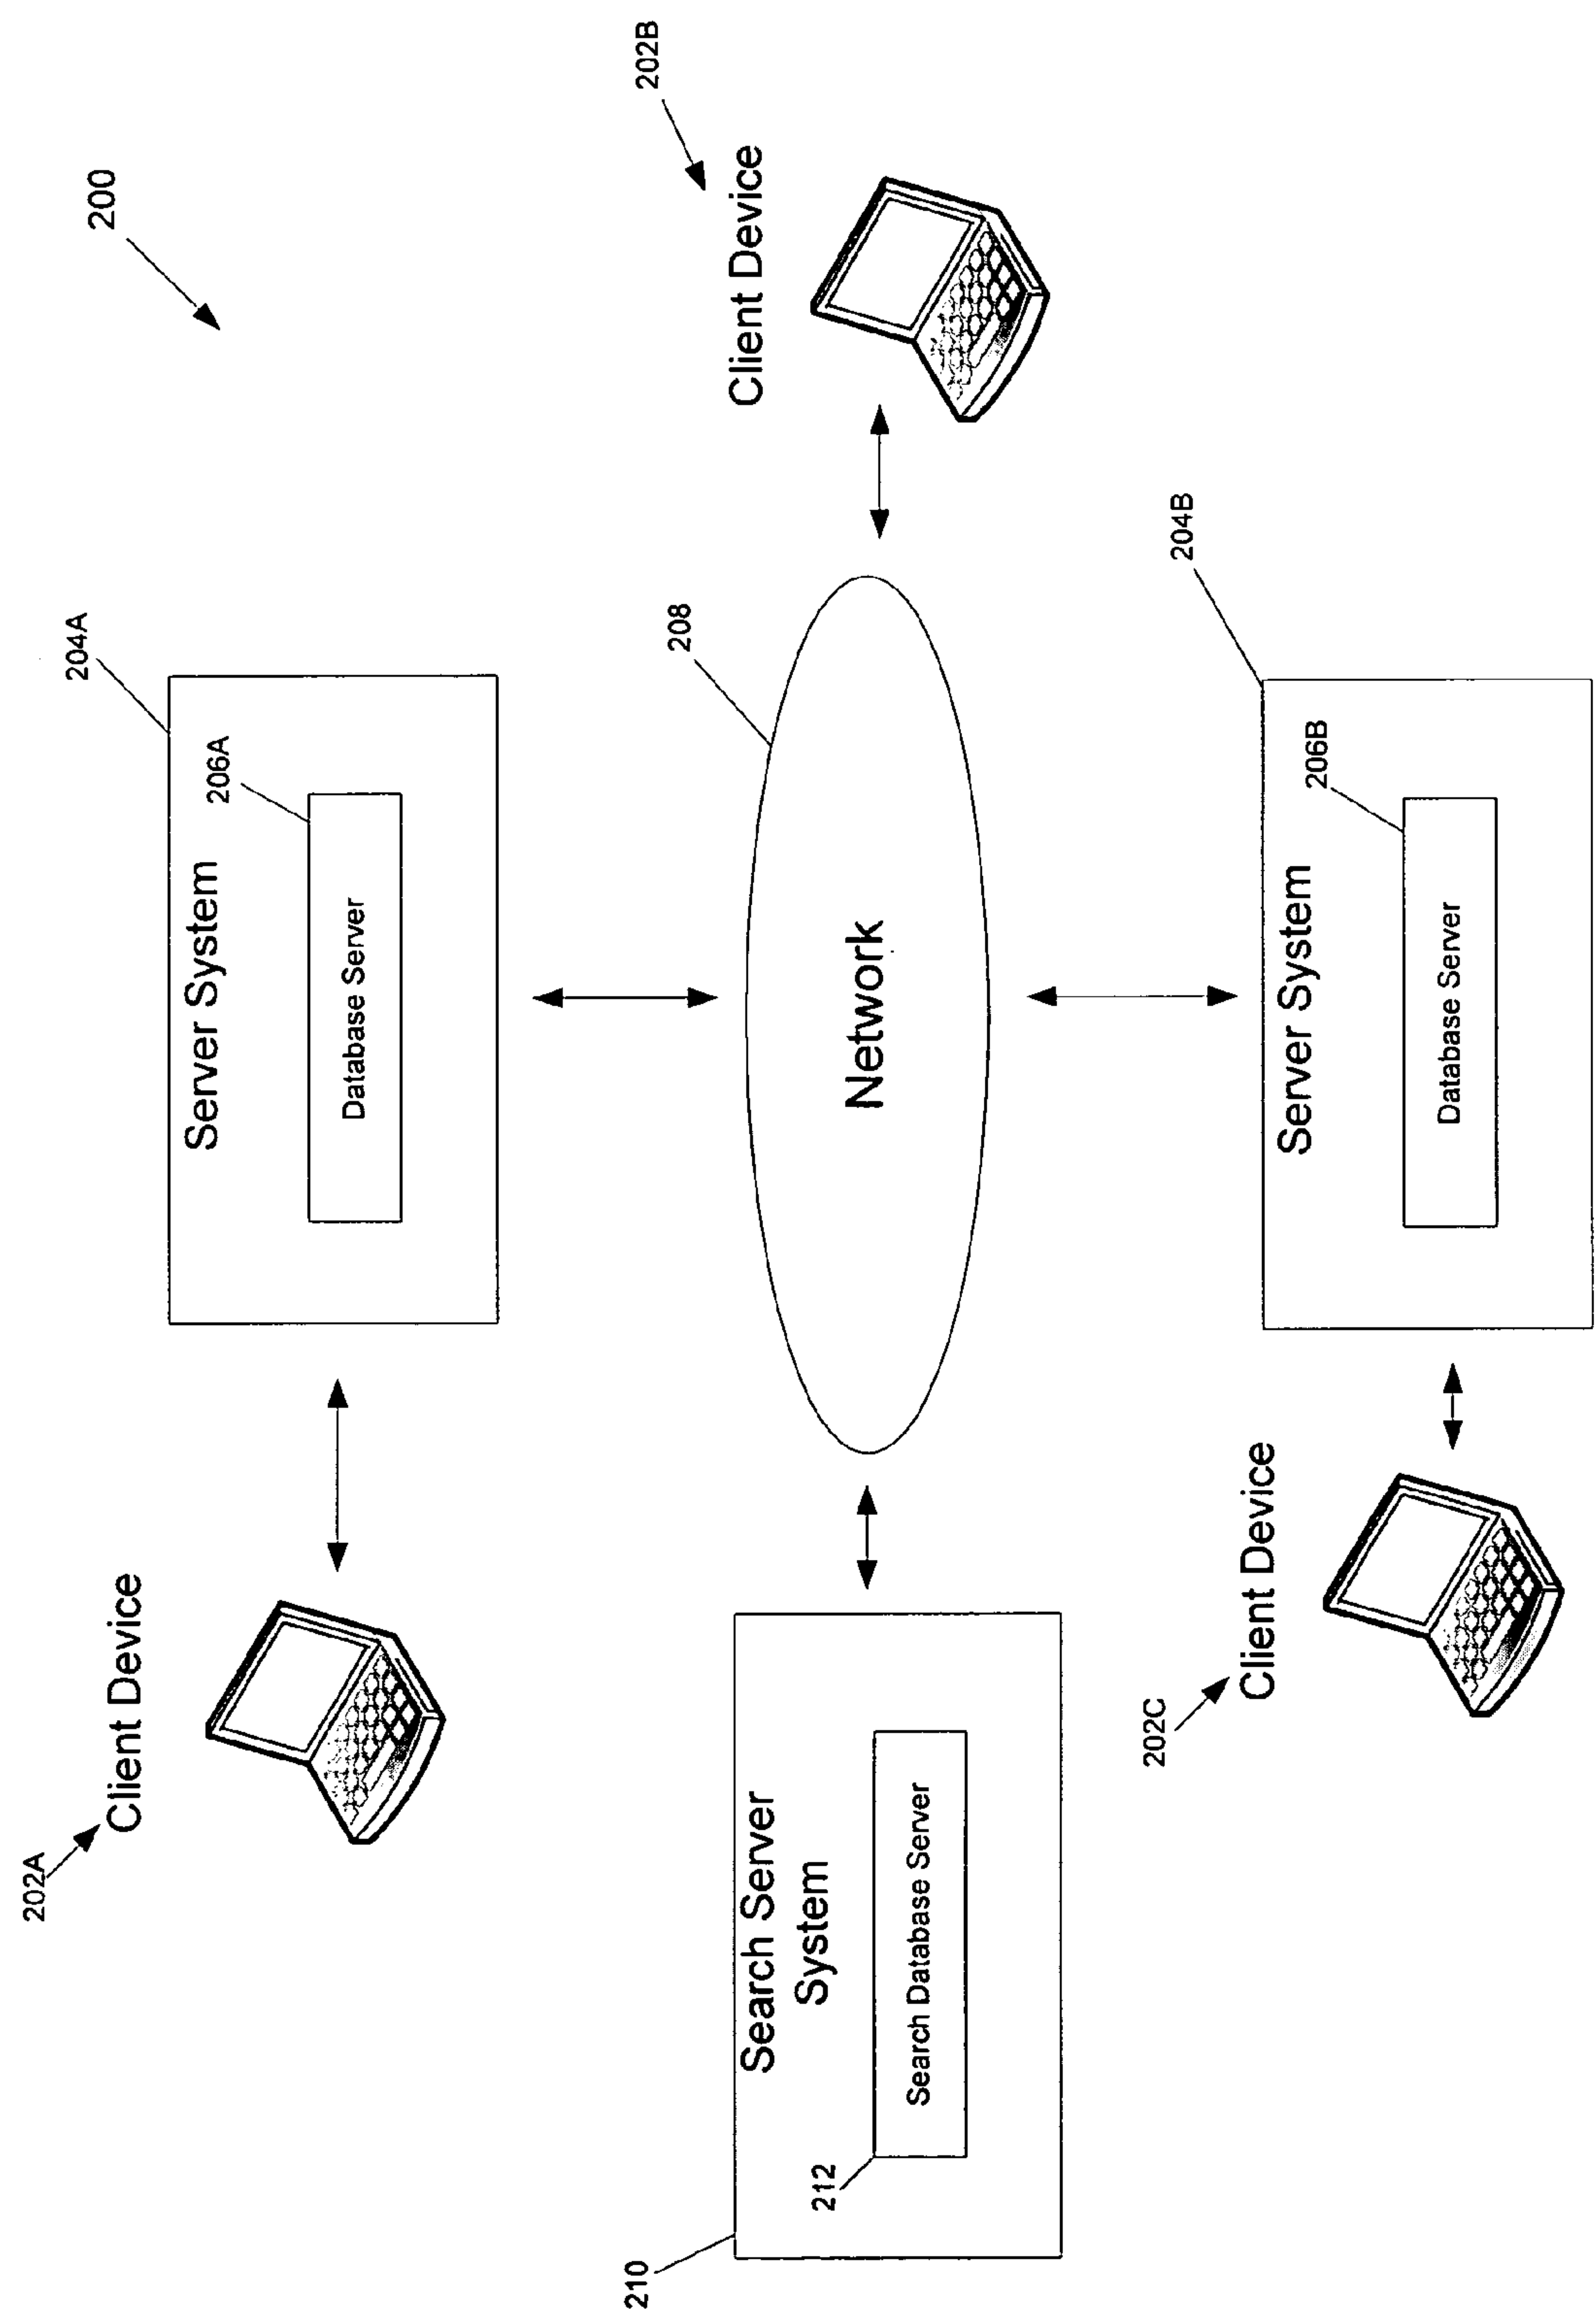 200
204A
Server System
206A
Database Server
202A
Client Device
202B
Client Device
208
Network
Search Server
System
212
Search Database Server
210
204B
Server System
206B
Database Server
202C
Client Device